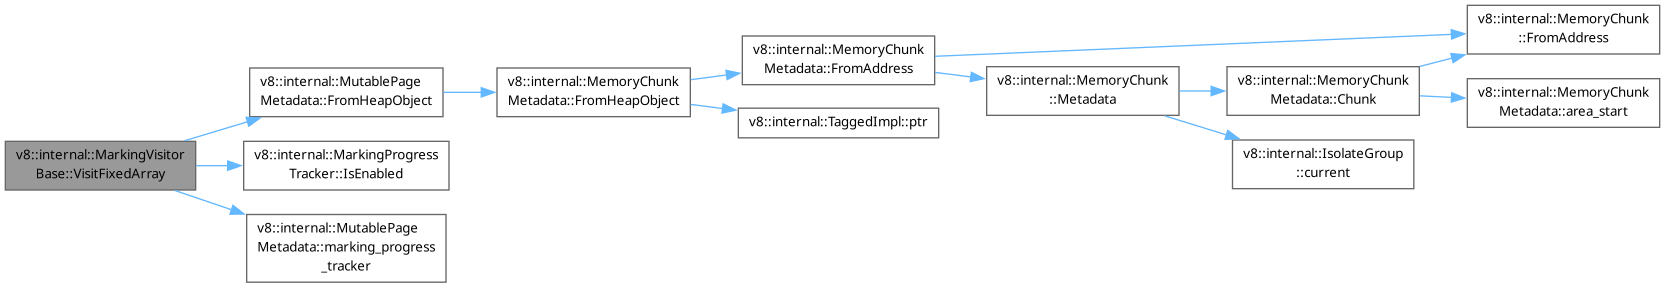 v8::internal::MarkingVisitor
Base::VisitFixedArray
v8::internal::MutablePage
Metadata::FromHeapObject
v8::internal::MarkingProgress
Tracker::IsEnabled
v8::internal::MutablePage
Metadata::marking_progress
_tracker
v8::internal::MemoryChunk
Metadata::FromHeapObject
v8::internal::MemoryChunk
Metadata::FromAddress
v8::internal::TaggedImpl::ptr
v8::internal::MemoryChunk
::Metadata
v8::internal::MemoryChunk
Metadata::Chunk
v8::internal::IsolateGroup
::current
v8::internal::MemoryChunk
::FromAddress
v8::internal::MemoryChunk
Metadata::area_start